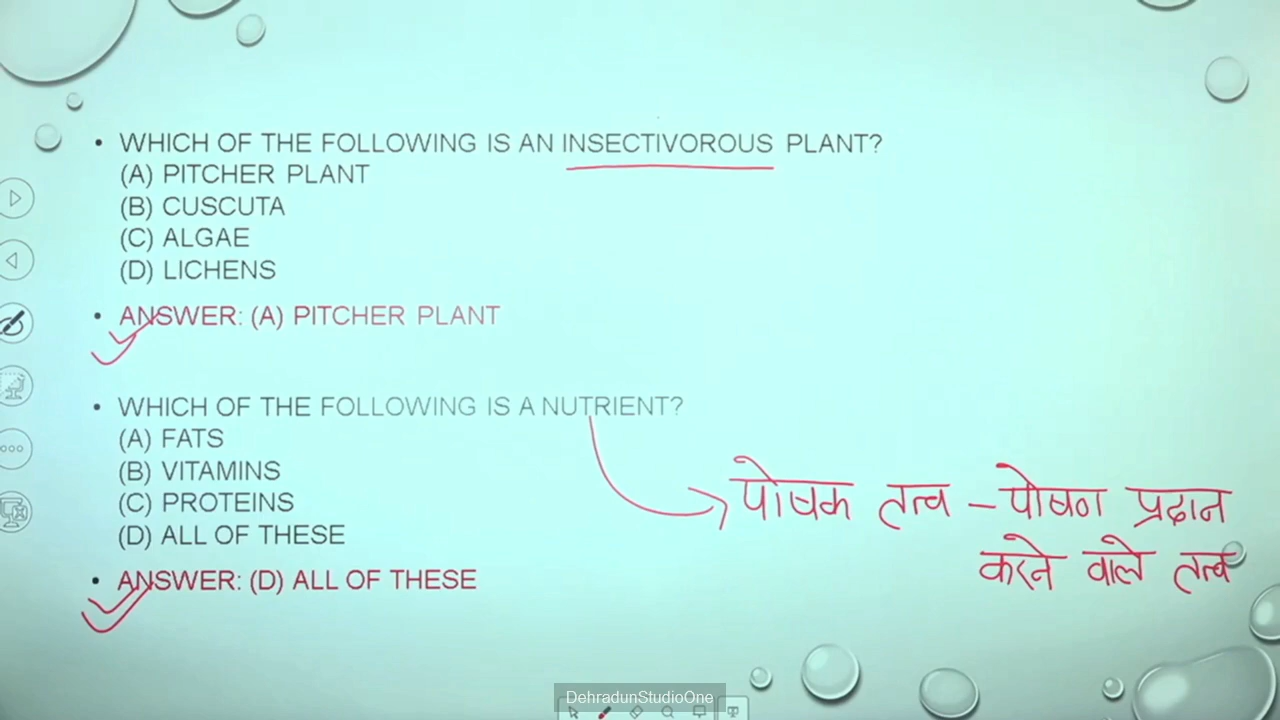 • WHICH OF THE FOLLOWING IS AN INSECTIVOROUS PLANT?
(A) PITCHER PLANT
(B) CUSCUTA
(C) ALGAE
(D) LICHENS
• ANSWER: (A) PITCHER PLANT
• WHICH OF THE FOLLOWING IS A NUTRIENT?
(A) FATS
(B) VITAMINS
(C) PROTEINS
(D) ALL OF THESE
• ANSWER: (D) ALL OF THESE
पोषक तत्व – पोषण प्रदान
करने वाले तत्व
DehradunStudioOne